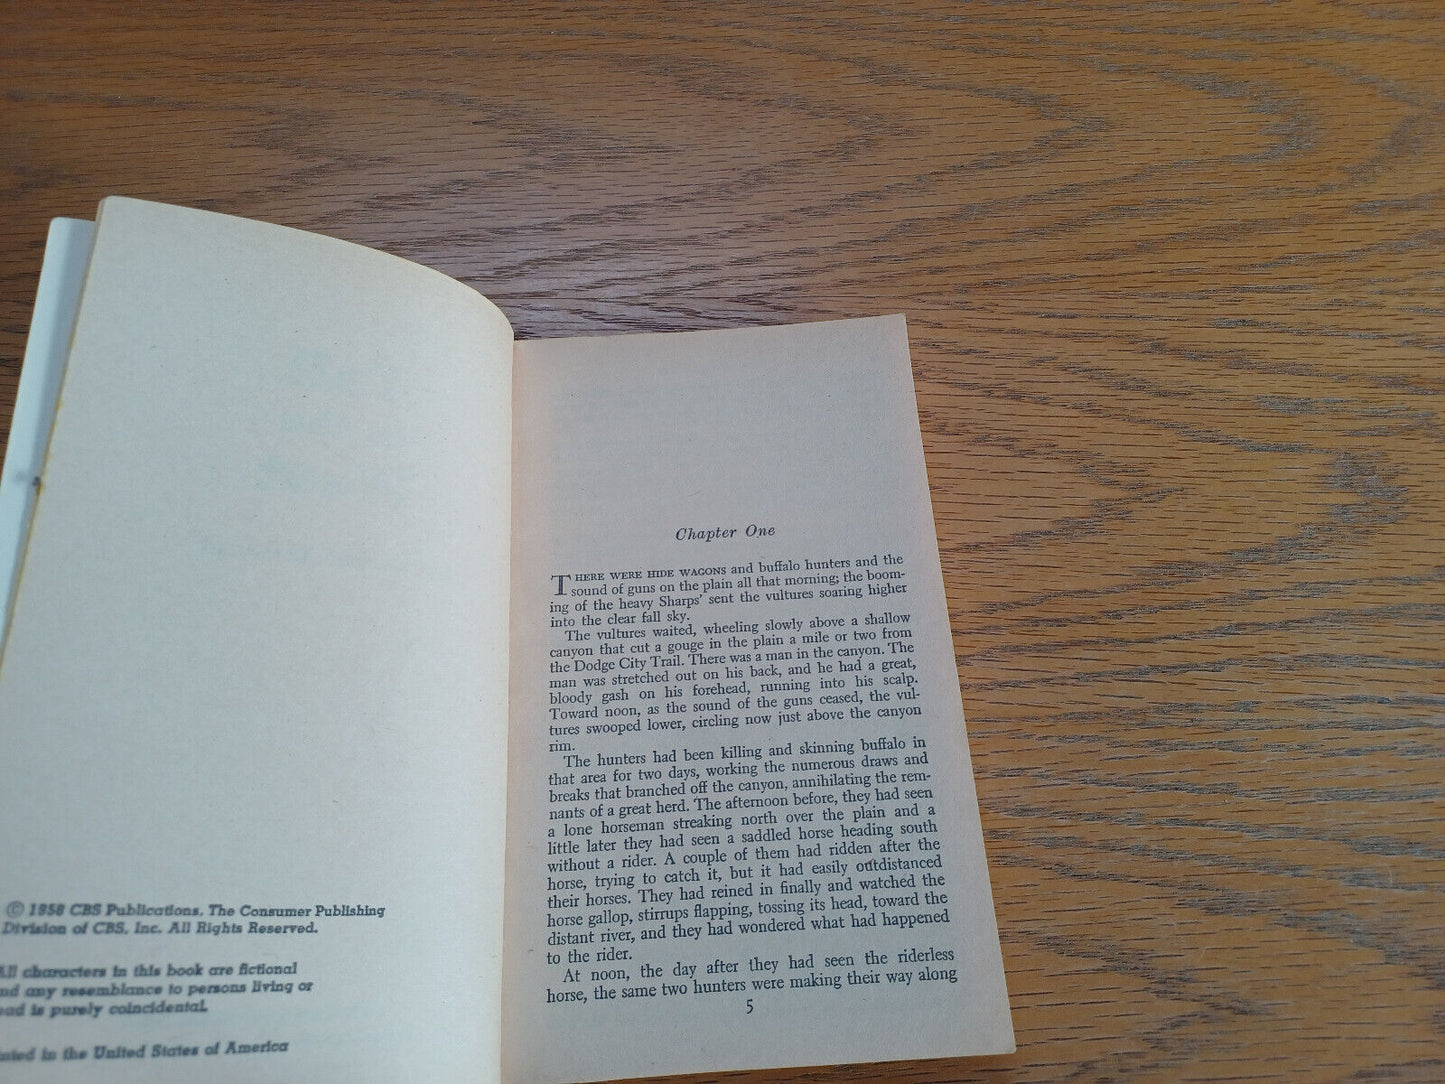 © 1958 CBS Publications, The Consumer Publishing
Division of CBS, Inc. All Rights Reserved.
All characters in this book are fictional
and any resemblance to persons living or
dead is purely coincidental.
in the United States of America
Chapter One
THERE WERE HIDE WAGONS and buffalo hunters and the
sound of guns on the plain all that morning; the boom-
ing of the heavy Sharps' sent the vultures soaring higher
into the clear fall sky.
The vultures waited, wheeling slowly above a shallow
canyon that cut a gouge in the plain a mile or two from
the Dodge City Trail. There was a man in the canyon. The
man was stretched out on his back, and he had a great,
bloody gash on his forehead, running into his scalp.
Toward noon, as the sound of the guns ceased, the vul-
tures swooped lower, circling now just above the canyon
rim.
The hunters had been killing and skinning buffalo in
that area for two days, working the numerous draws and
breaks that branched off the canyon, annihilating the rem-
nants of a great herd. The afternoon before, they had seen
a lone horseman streaking north over the plain and a
little later they had seen a saddled horse heading south
without a rider. A couple of them had ridden after the
horse, trying to catch it, but it had easily outdistanced
their horses. They had reined in finally and watched the
horse gallop, stirrups flapping, tossing its head, toward the
distant river, and they had wondered what had happened
to the rider.
At noon, the day after they had seen the riderless
horse, the same two hunters were making their way along
5